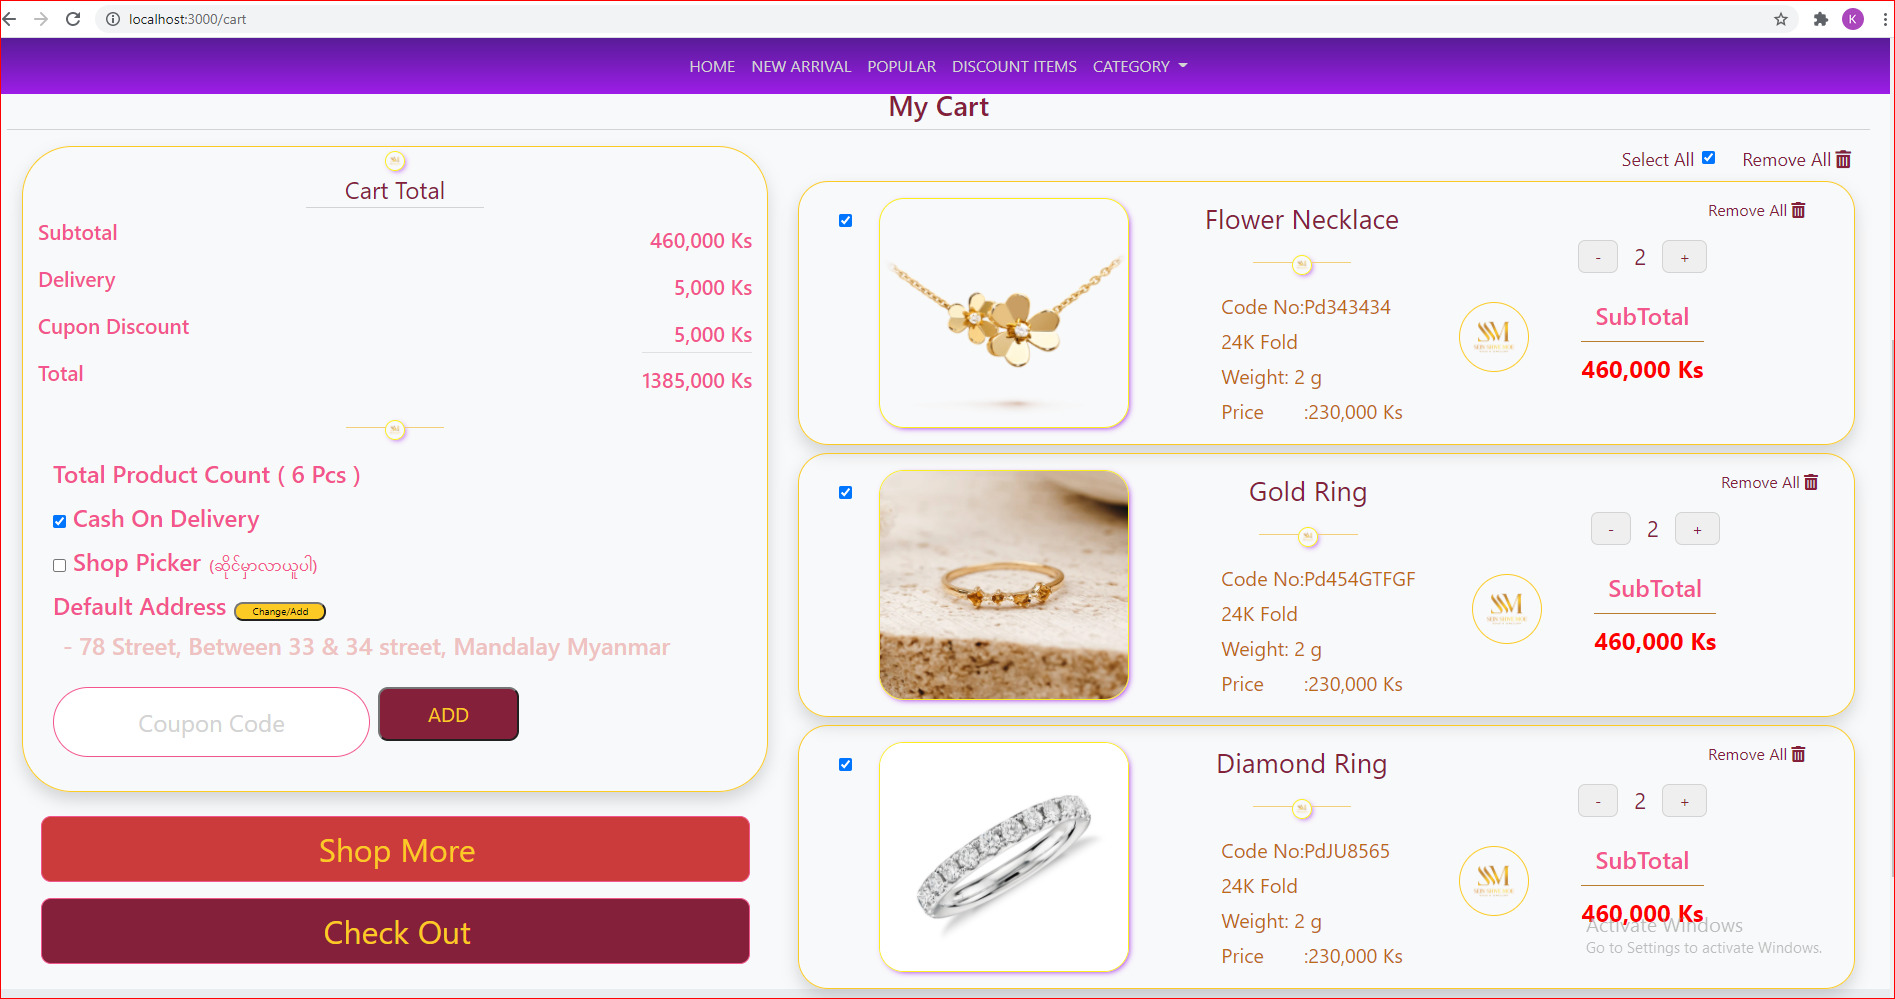 localhost:3000/cart
K
HOME NEW ARRIVAL POPULAR DISCOUNT ITEMS CATEGORY
My Cart
Cart Total
Subtotal 460,000 Ks
Delivery 5,000 Ks
Cupon Discount 5,000 Ks
Total 1385,000 Ks
Total Product Count ( 6 Pcs )
Cash On Delivery
Shop Picker (ဆိုင်မှာလာယူပါ)
Default Address Change/Add
- 78 Street, Between 33 & 34 street, Mandalay Myanmar
Coupon Code ADD
Shop More
Check Out
Select All Remove All
Flower Necklace
Remove All
- 2 +
Code No:Pd343434
24K Fold
Weight: 2 g
Price :230,000 Ks
SM
SubTotal
460,000 Ks
Gold Ring
Remove All
- 2 +
Code No:Pd454GTFGF
24K Fold
Weight: 2 g
Price :230,000 Ks
SM
SubTotal
460,000 Ks
Diamond Ring
Remove All
- 2 +
Code No:PdJU8565
24K Fold
Weight: 2 g
Price :230,000 Ks
SM
SubTotal
460,000 Ks
Activate Windows
Go to Settings to activate Windows.